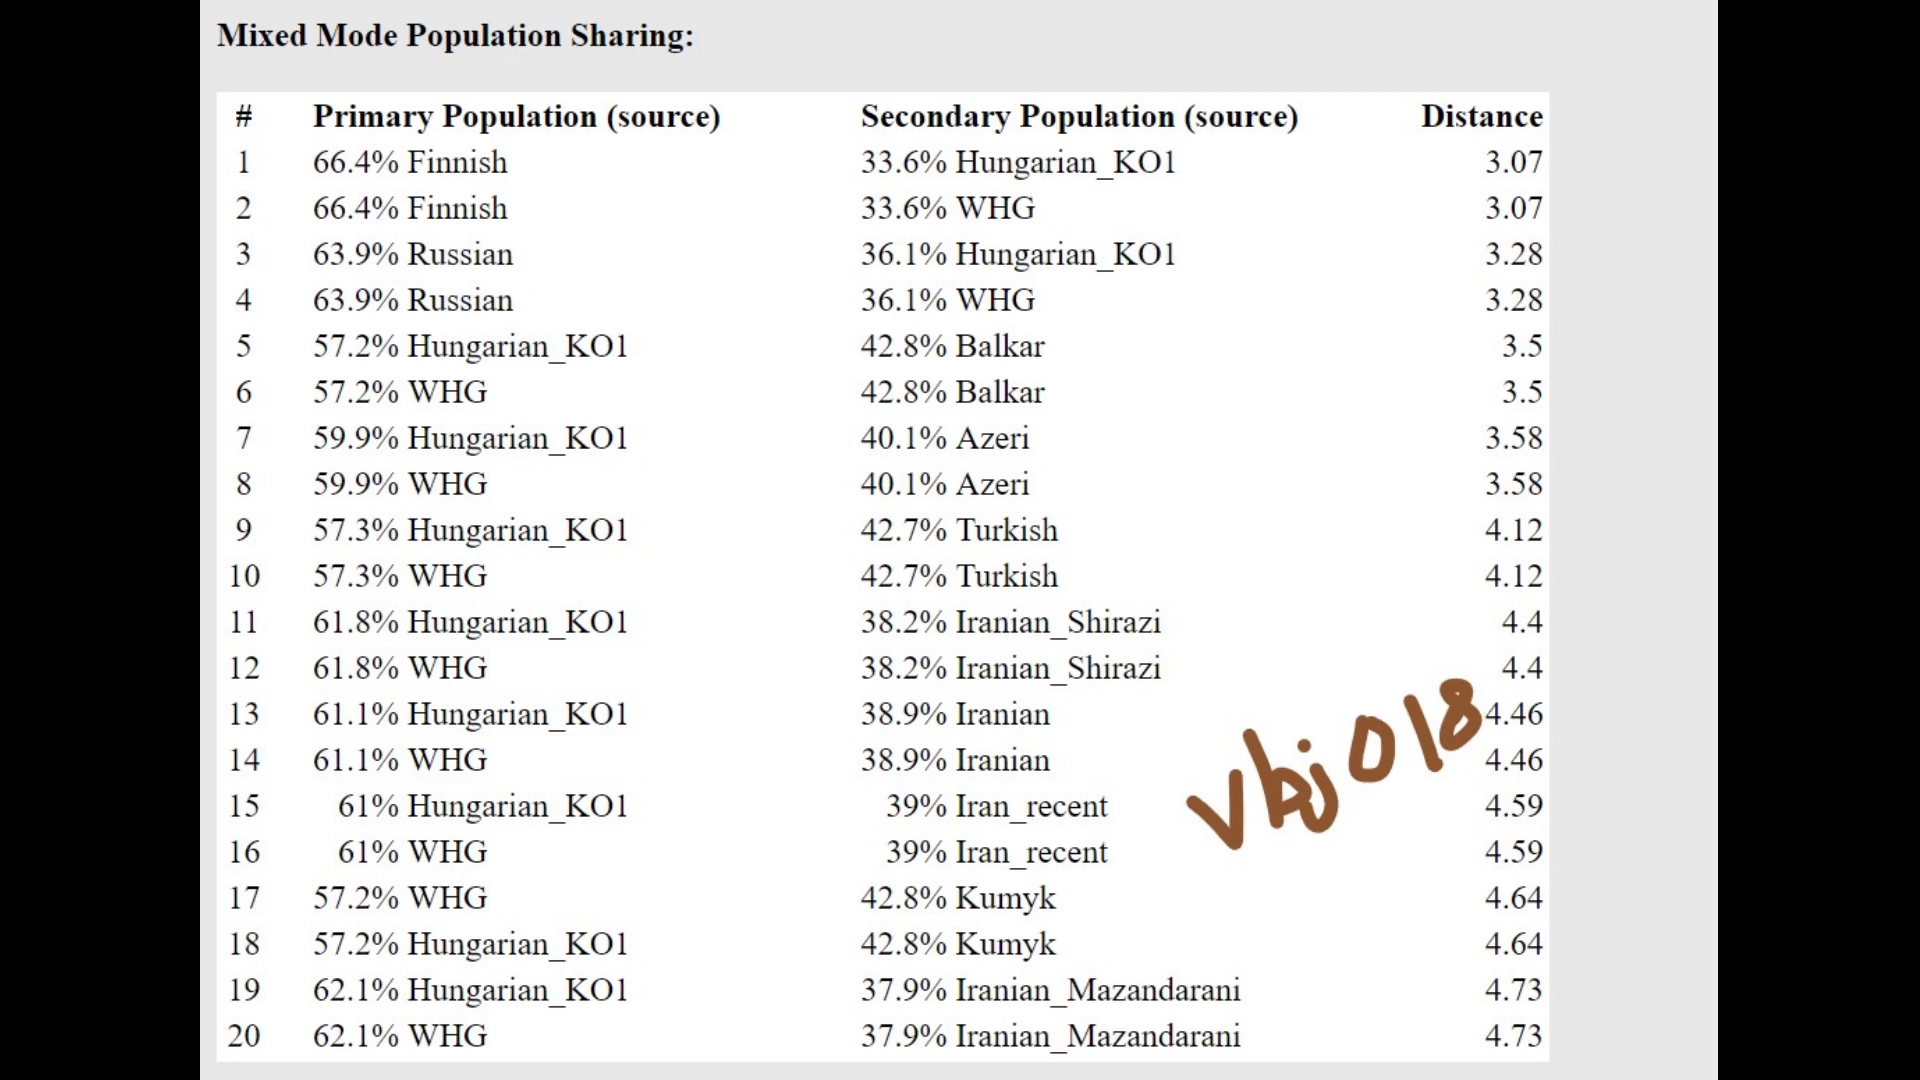 Mixed Mode Population Sharing:
# Primary Population (source) Secondary Population (source) Distance
1 66.4% Finnish 33.6% Hungarian_KO1 3.07
2 66.4% Finnish 33.6% WHG 3.07
3 63.9% Russian 36.1% Hungarian_KO1 3.28
4 63.9% Russian 36.1% WHG 3.28
5 57.2% Hungarian_KO1 42.8% Balkar 3.5
6 57.2% WHG 42.8% Balkar 3.5
7 59.9% Hungarian_KO1 40.1% Azeri 3.58
8 59.9% WHG 40.1% Azeri 3.58
9 57.3% Hungarian_KO1 42.7% Turkish 4.12
10 57.3% WHG 42.7% Turkish 4.12
11 61.8% Hungarian_KO1 38.2% Iranian_Shirazi 4.4
12 61.8% WHG 38.2% Iranian_Shirazi 4.4
13 61.1% Hungarian_KO1 38.9% Iranian 4.46
14 61.1% WHG 38.9% Iranian 4.46
15 61% Hungarian_KO1 39% Iran_recent 4.59
16 61% WHG 39% Iran_recent 4.59
17 57.2% WHG 42.8% Kumyk 4.64
18 57.2% Hungarian_KO1 42.8% Kumyk 4.64
19 62.1% Hungarian_KO1 37.9% Iranian_Mazandarani 4.73
20 62.1% WHG 37.9% Iranian_Mazandarani 4.73
vbj018